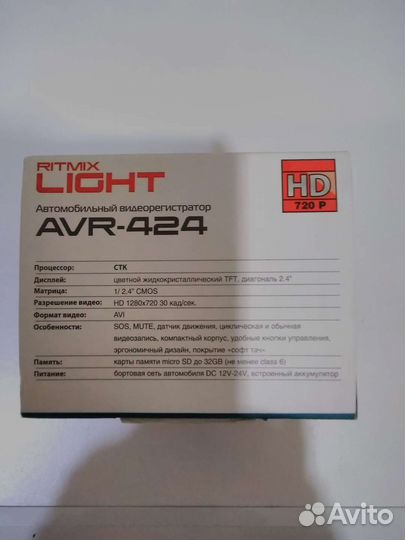 RITMIX
LIGHT
HD
720 P
Автомобильный видеорегистратор
AVR-424
Процессор: CTK
Дисплей: цветной жидкокристаллический TFT, диагональ 2.4"
Матрица: 1/ 2,4" CMOS
Разрешение видео: HD 1280x720 30 кад/сек.
Формат видео: AVI
Особенности: SOS, MUTE, датчик движения, циклическая и обычная
видеозапись, компактный корпус, удобные кнопки управления,
эргономичный дизайн, покрытие «софт тач»
Память: карты памяти micro SD до 32GB (не менее class 6)
Питание: бортовая сеть автомобиля DC 12V-24V, встроенный аккумулятор
Avito